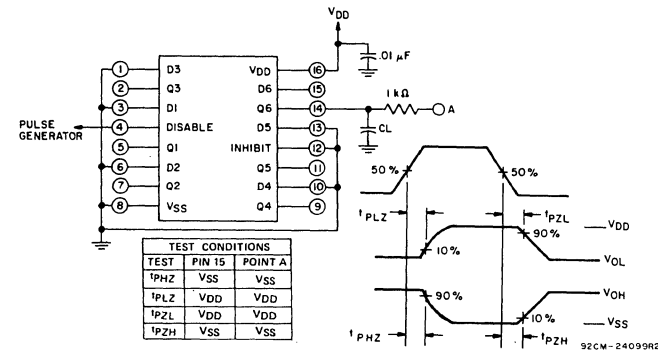 VDD
.01 µF
1 D3 VDD 16
2 Q3 D6 15
3 D1 Q6 14
4 DISABLE D5 13
5 Q1 INHIBIT 12
6 D2 Q5 11
7 Q2 D4 10
8 VSS Q4 9
PULSE
GENERATOR
1 kΩ
A
CL
50% 50%
tPLZ tPZL VDD
10% 90%
VOL
90% VOH
10% VSS
tPHZ tPZH
TEST CONDITIONS
TEST PIN 15 POINT A
tPHZ VSS VSS
tPLZ VDD VDD
tPZL VDD VDD
tPZH VSS VSS
92CM-24099R2